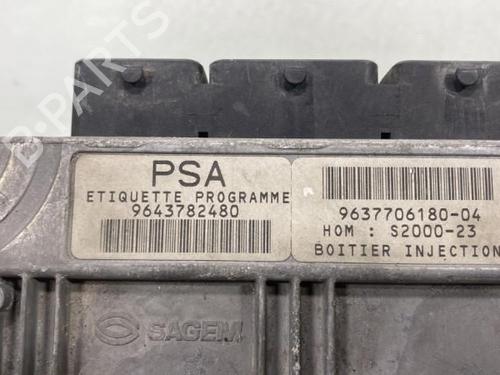 B-PARTS
PSA
ETIQUETTE PROGRAMME
9643782480
9637706180-04
HOM : S2000-23
BOITIER INJECTION
SAGEM